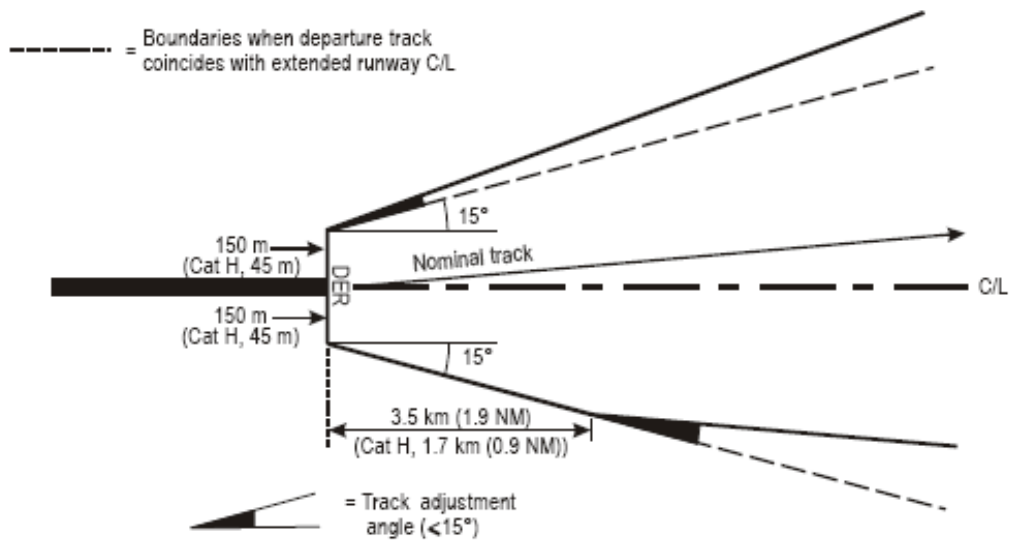 = Boundaries when departure track
coincides with extended runway C/L
15°
150 m
(Cat H, 45 m)
Nominal track
DER
C/L
150 m
(Cat H, 45 m)
15°
3.5 km (1.9 NM)
(Cat H, 1.7 km (0.9 NM))
= Track adjustment
angle (⩽15°)